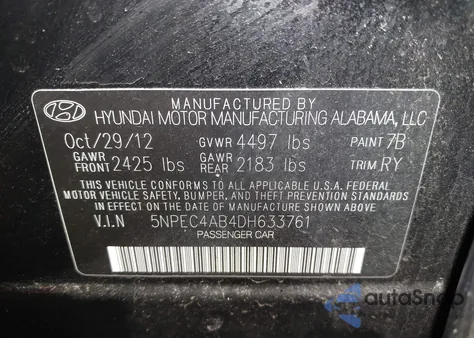 MANUFACTURED BY
HYUNDAI MOTOR MANUFACTURING ALABAMA, LLC
Oct/29/12 GVWR 4497 lbs PAINT 7B
GAWR FRONT 2425 lbs GAWR REAR 2183 lbs TRIM RY
THIS VEHICLE CONFORMS TO ALL APPLICABLE U.S.A. FEDERAL
MOTOR VEHICLE SAFETY, BUMPER, AND THEFT PREVENTION STANDARDS
IN EFFECT ON THE DATE OF MANUFACTURE SHOWN ABOVE.
V.I.N 5NPEC4AB4DH633761
PASSENGER CAR
autoSnap